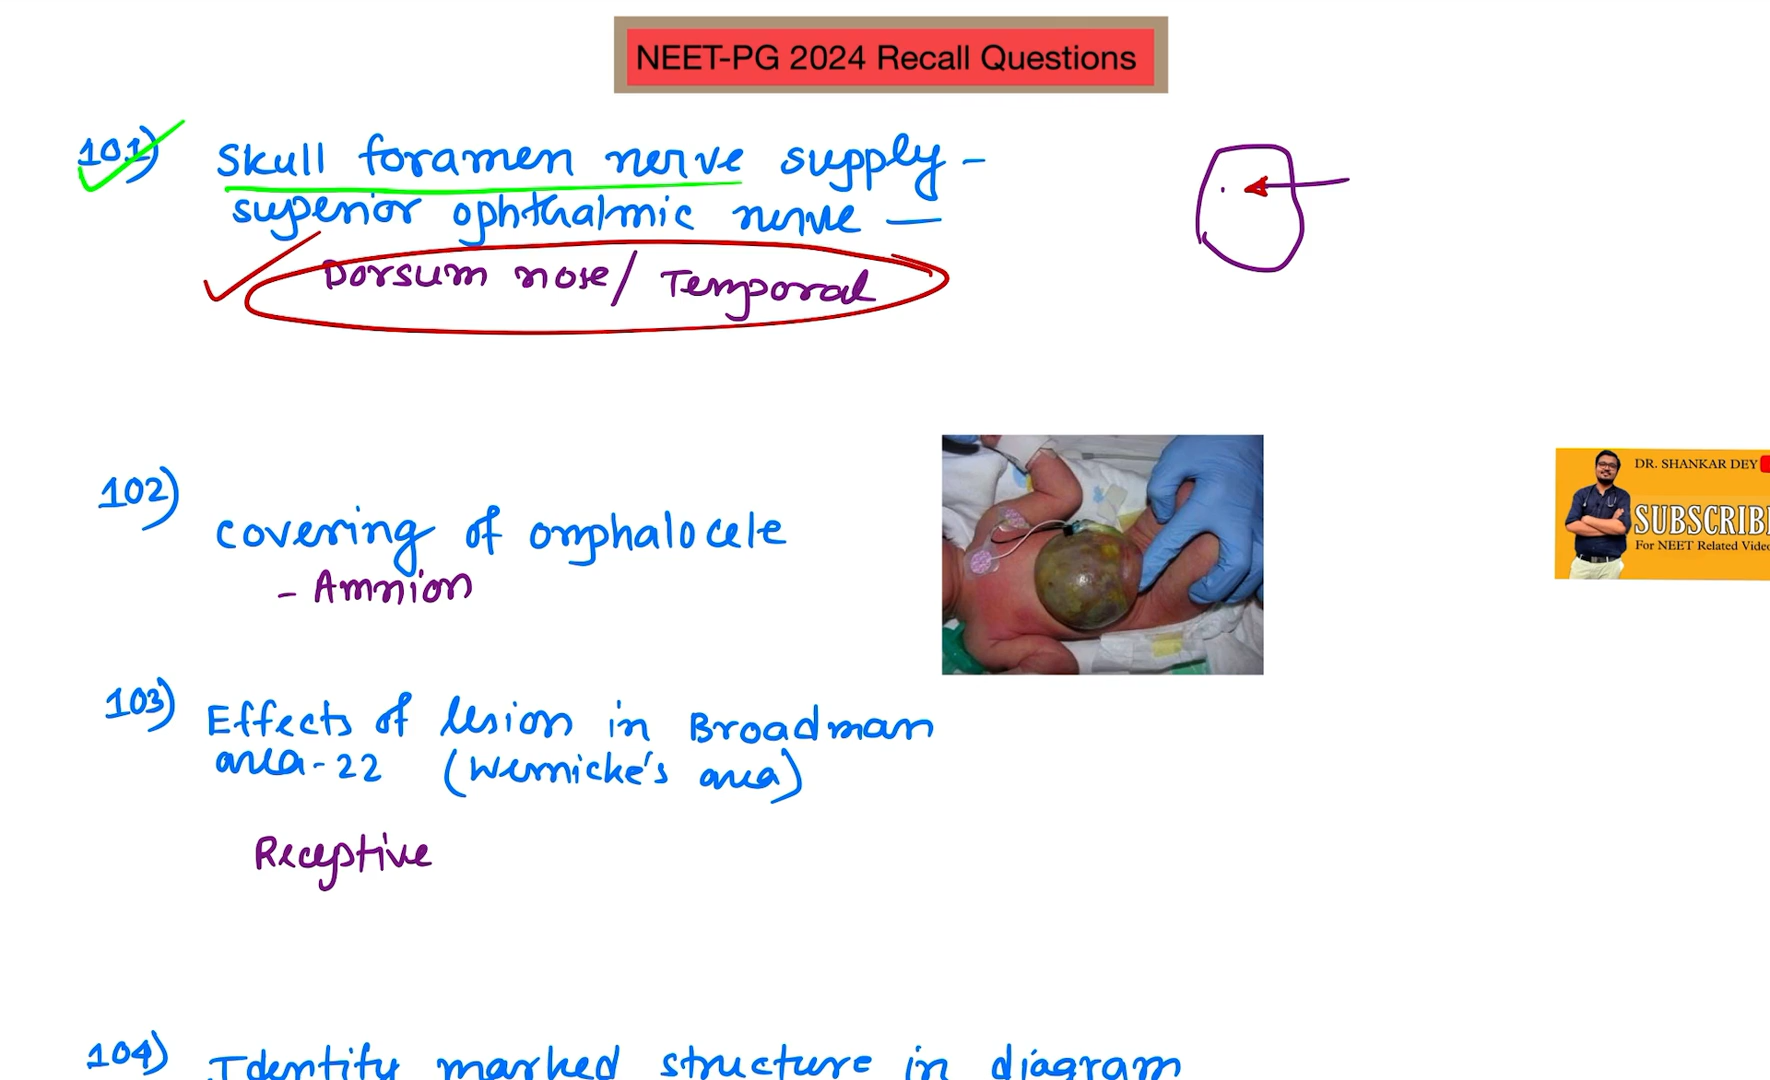 NEET-PG 2024 Recall Questions
101) Skull foramen nerve supply -
superior ophthalmic nerve —
Dorsum nose/ Temporal
102)
covering of omphalocele
- Amnion
DR. SHANKAR DEY
SUBSCRIBE
For NEET Related Video
103) Effects of lesion in Broadman
area-22 (Wernicke's area)
Receptive
104) Identify marked structure in diagram